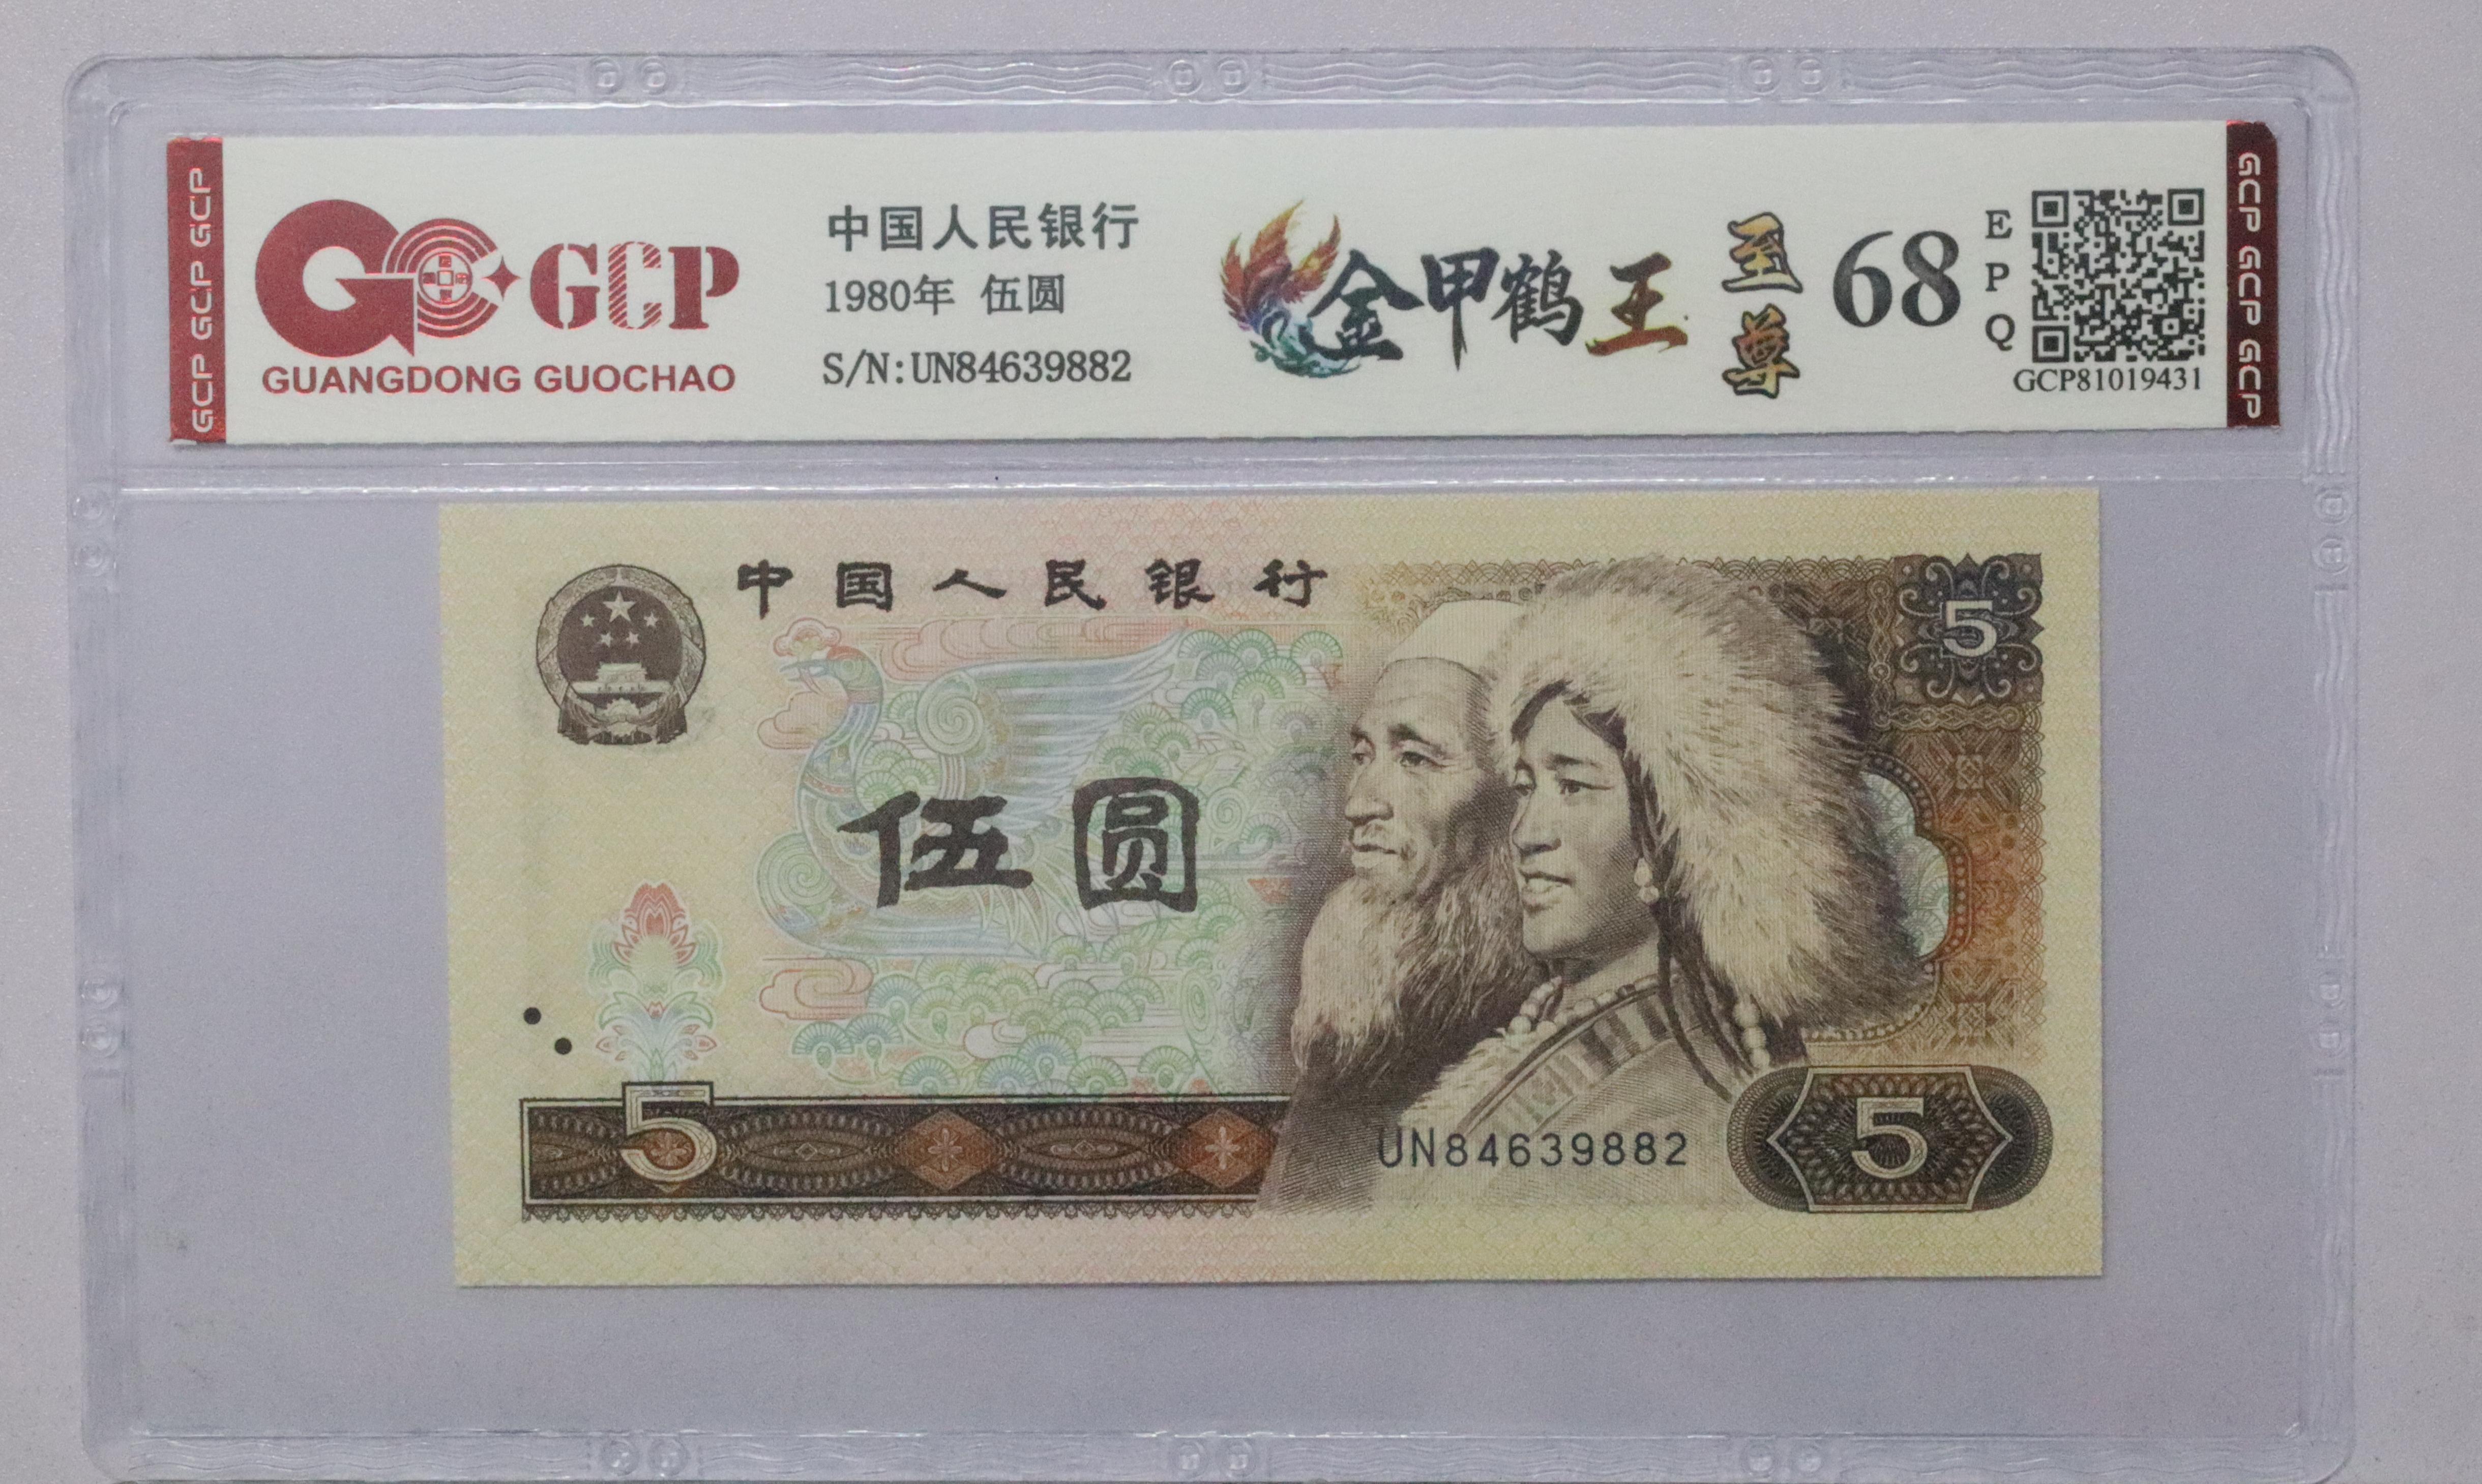 GCP GCP GCP
GCP
GUANGDONG GUOCHAO
中国人民银行
1980年 伍圆
S/N:UN84639882
金甲鹤王
至尊
68
EPQ
GCP81019431
GCP GCP GCP
中国人民银行
5
伍圆
5
UN84639882
5